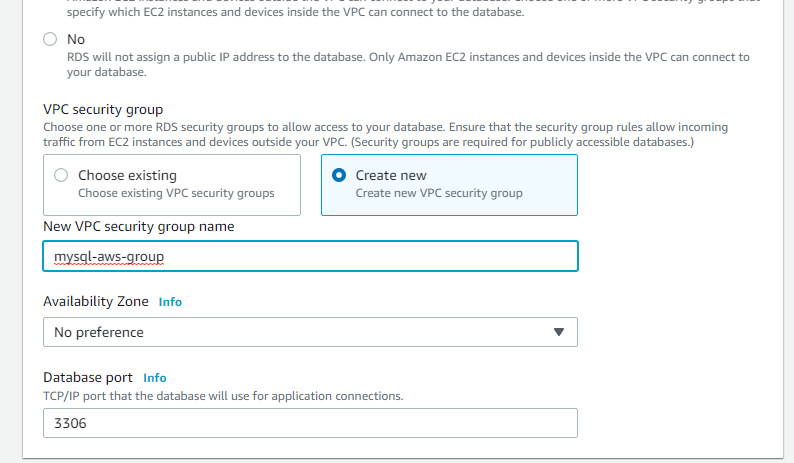 specify which EC2 instances and devices inside the VPC can connect to the database.
No
RDS will not assign a public IP address to the database. Only Amazon EC2 instances and devices inside the VPC can connect to
your database.
VPC security group
Choose one or more RDS security groups to allow access to your database. Ensure that the security group rules allow incoming
traffic from EC2 instances and devices outside your VPC. (Security groups are required for publicly accessible databases.)
Choose existing
Choose existing VPC security groups
Create new
Create new VPC security group
New VPC security group name
mysql-aws-group
Availability Zone Info
No preference
Database port Info
TCP/IP port that the database will use for application connections.
3306